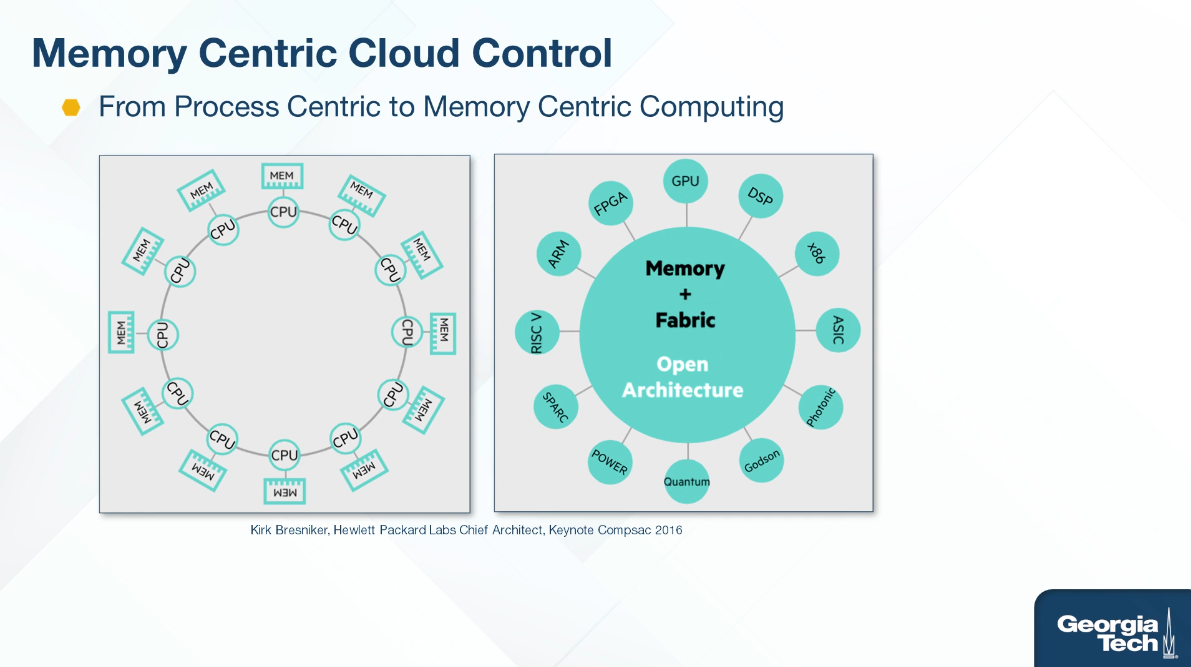 Memory Centric Cloud Control
From Process Centric to Memory Centric Computing
MEM
CPU
MEM
CPU
MEM
CPU
MEM
CPU
MEM
CPU
MEM
CPU
MEM
CPU
MEM
CPU
MEM
CPU
MEM
CPU
MEM
CPU
MEM
CPU
GPU
DSP
x86
ASIC
Photonic
Godson
Quantum
POWER
SPARC
RISC V
ARM
FPGA
Memory
+
Fabric
Open
Architecture
Kirk Bresniker, Hewlett Packard Labs Chief Architect, Keynote Compsac 2016
Georgia
Tech